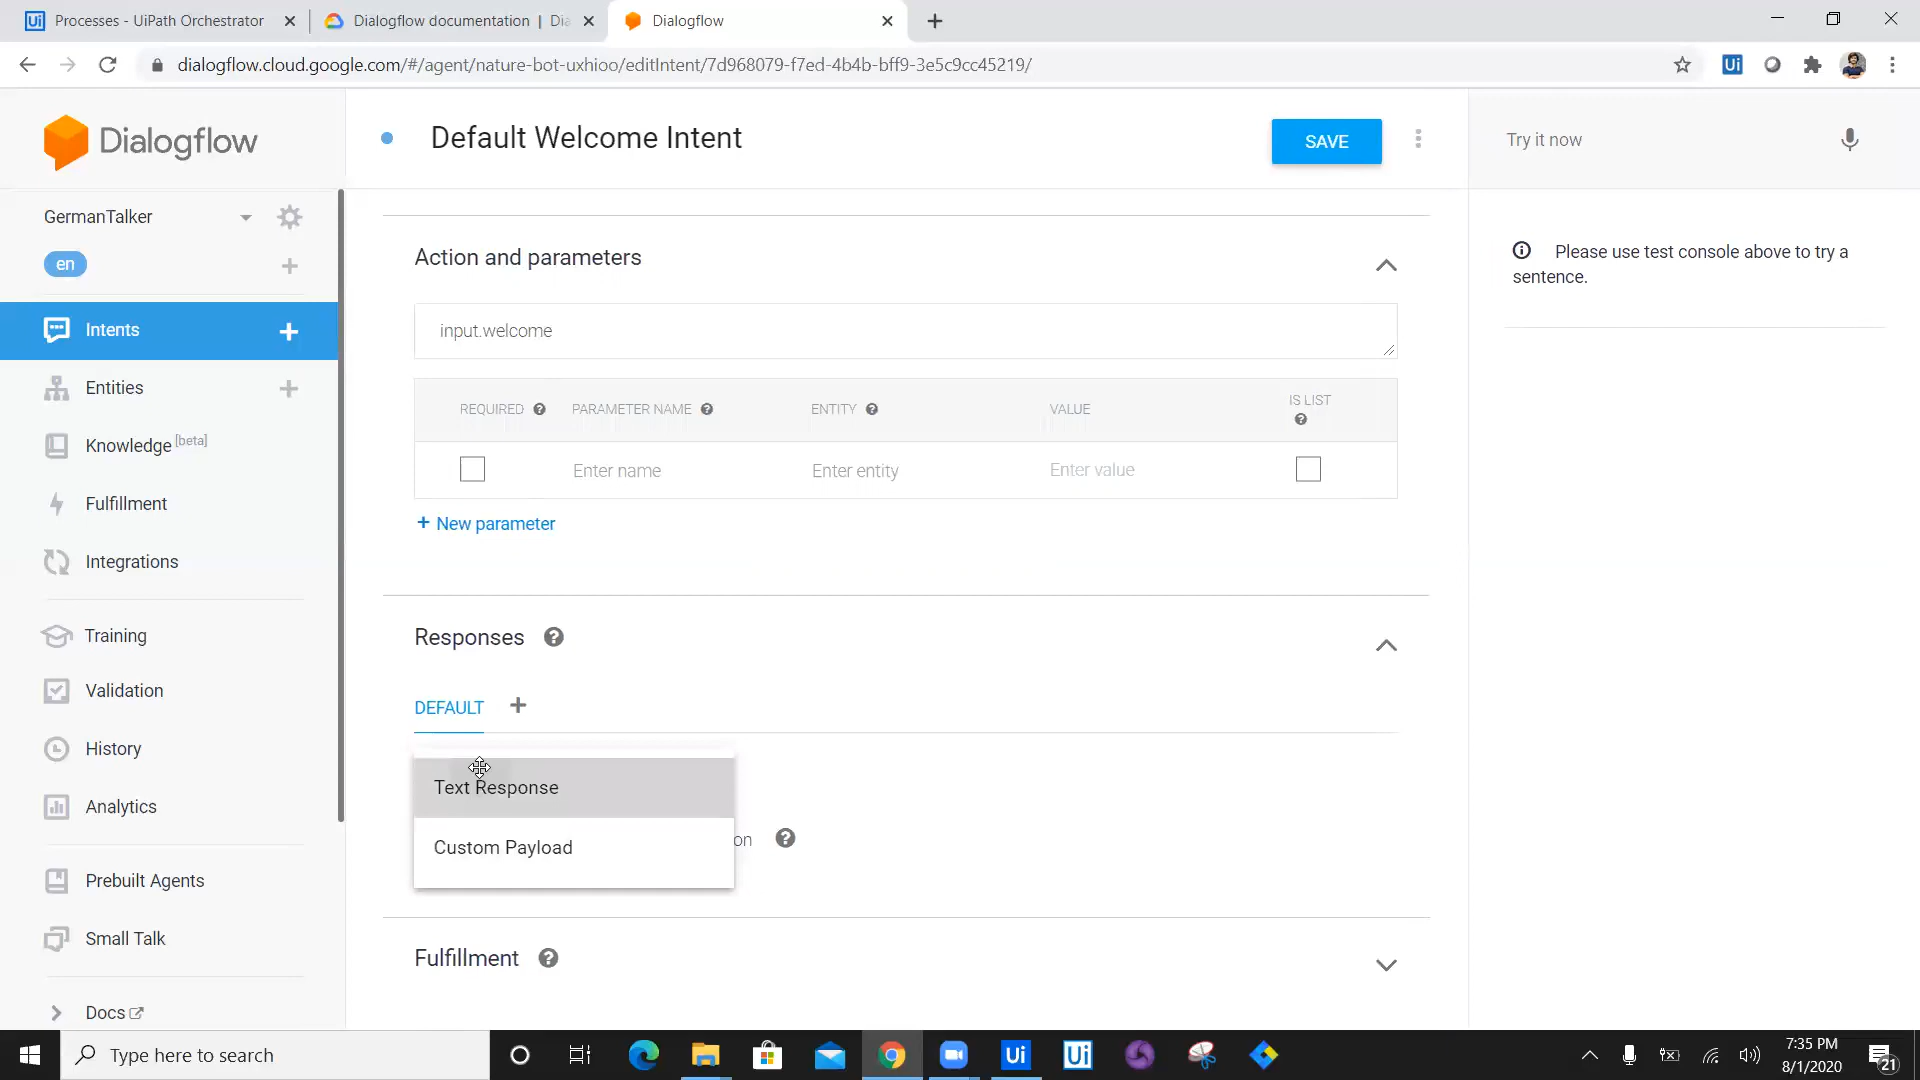 Processes - UiPath Orchestrator
Dialogflow documentation | Dia
Dialogflow
dialogflow.cloud.google.com/#/agent/nature-bot-uxhioo/editIntent/7d968079-f7ed-4b4b-bff9-3e5c9cc45219/
Ui
Dialogflow
Default Welcome Intent
SAVE
Try it now
GermanTalker
en
Please use test console above to try a
sentence.
Intents
Entities
Knowledge [beta]
Fulfillment
Integrations
Training
Validation
History
Analytics
Prebuilt Agents
Small Talk
Docs
Action and parameters
input.welcome
REQUIRED
PARAMETER NAME
ENTITY
VALUE
IS LIST
Enter name
Enter entity
Enter value
+ New parameter
Responses
DEFAULT
Text Response
Custom Payload
on
Fulfillment
Type here to search
Ui
Ui
7:35 PM
8/1/2020
21